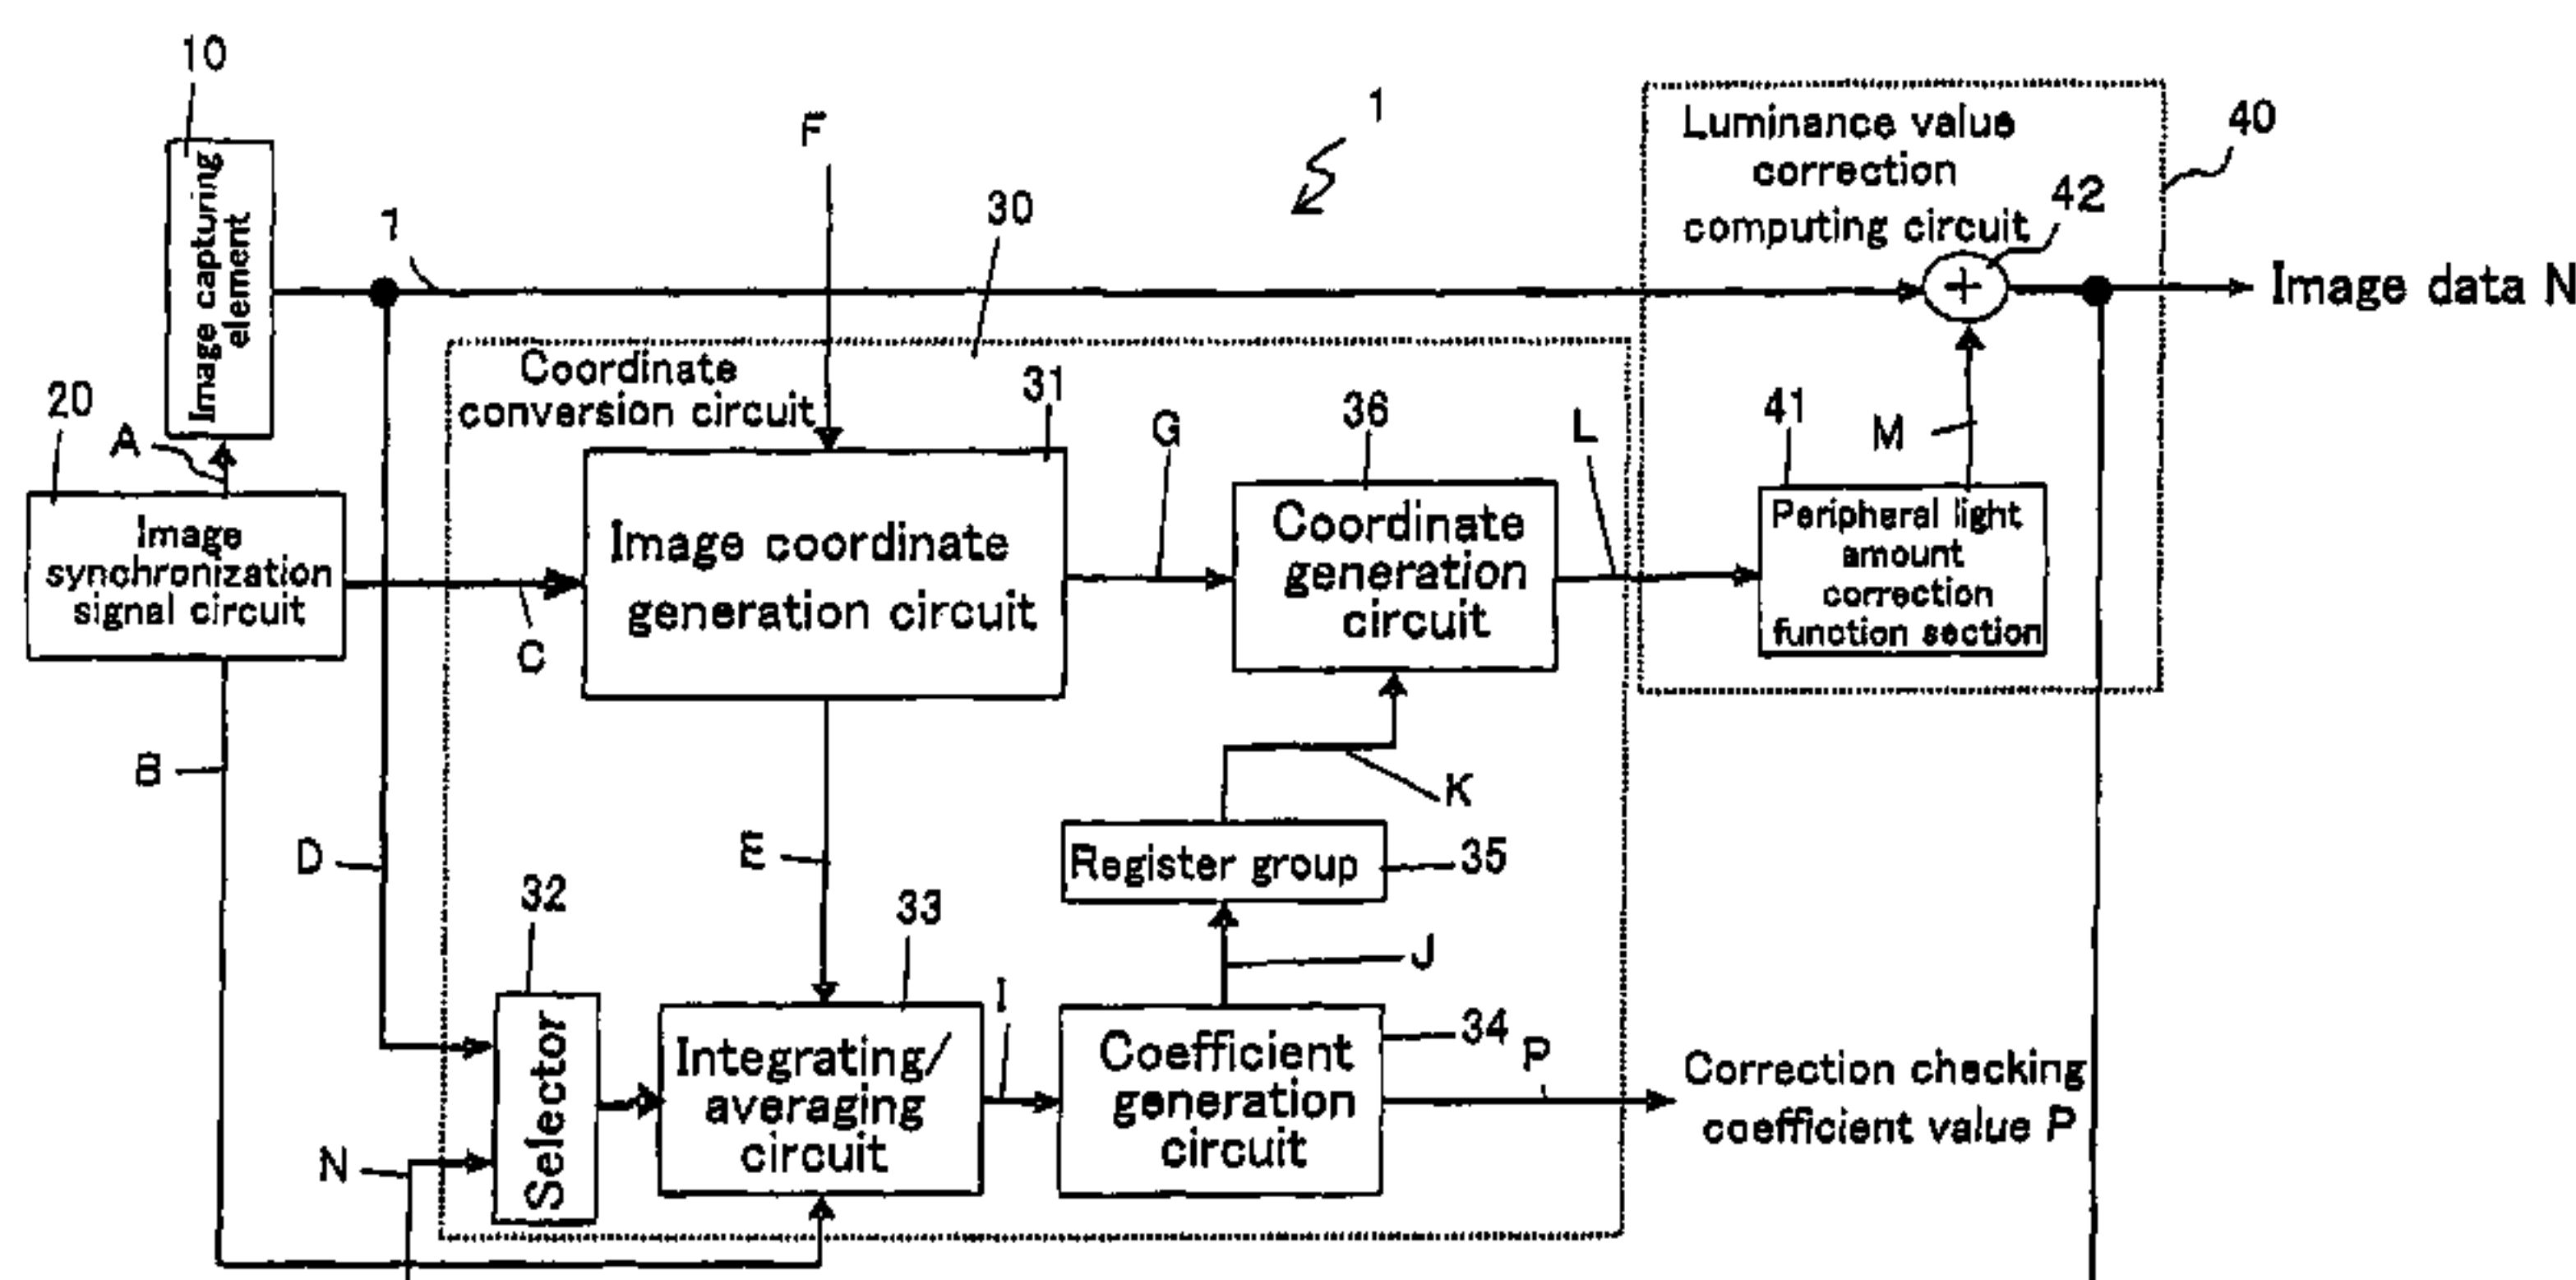 10
Image capturing
element
7
F
30
1
Luminance value
correction
computing circuit
42
40
Image data N
20
A
Image
synchronization
signal circuit
Coordinate
conversion circuit
31
Image coordinate
generation circuit
C
G
36
Coordinate
generation
circuit
L
41
M
Peripheral light
amount
correction
function section
B
D
E
K
Register group
35
J
32
Selector
33
Integrating/
averaging
circuit
I
Coefficient
generation
circuit
34
P
Correction checking
coefficient value P
N